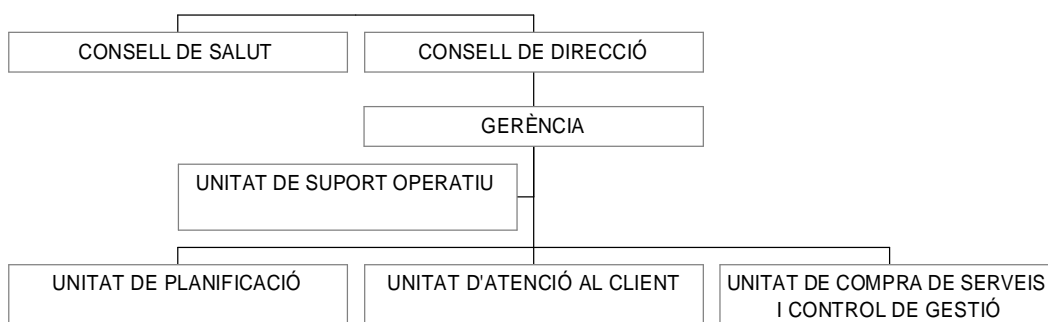 CONSELL DE SALUT
CONSELL DE DIRECCIÓ
GERÈNCIA
UNITAT DE SUPORT OPERATIU
UNITAT DE PLANIFICACIÓ
UNITAT D'ATENCIÓ AL CLIENT
UNITAT DE COMPRA DE SERVEIS
I CONTROL DE GESTIÓ